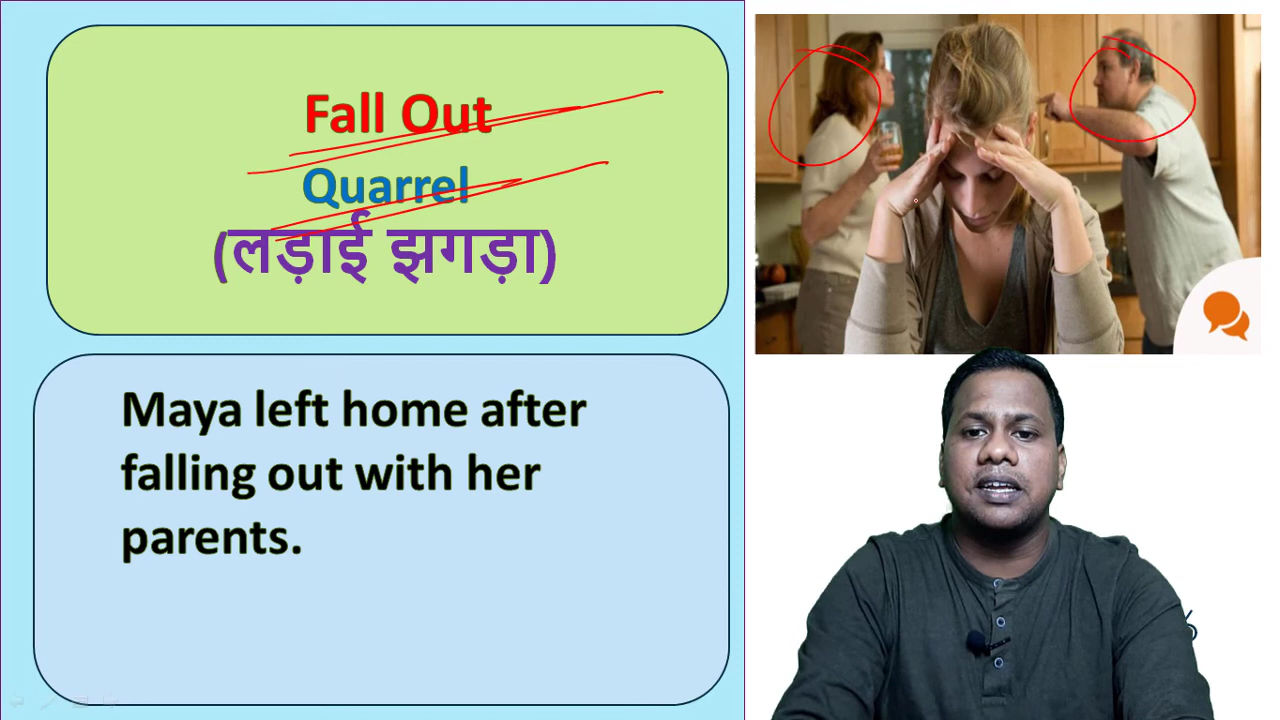 Fall Out
Quarrel
(लड़ाई झगड़ा)
Maya left home after
falling out with her
parents.